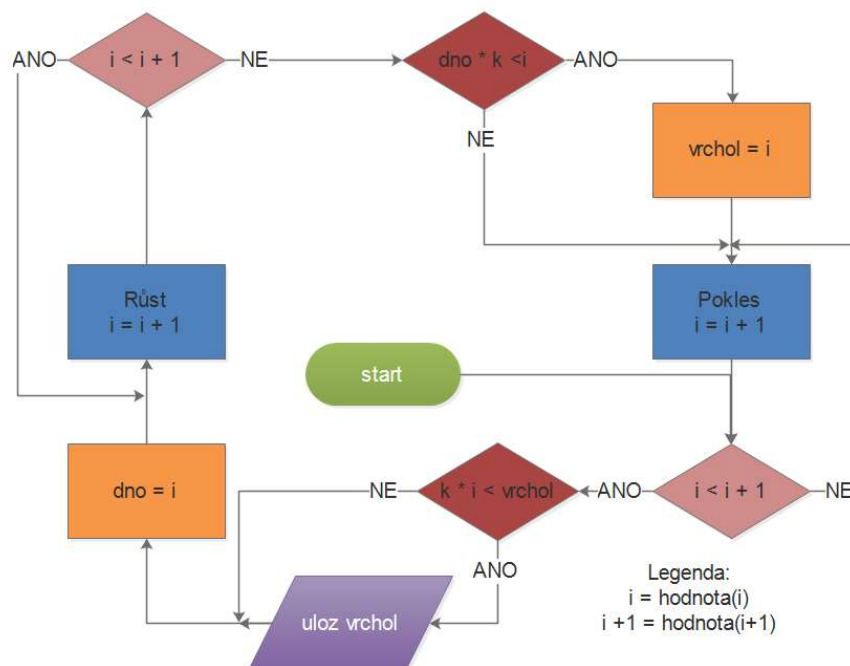 ANO
i < i + 1
NE
dno * k <i
ANO
NE
vrchol = i
Růst
i = i + 1
Pokles
i = i + 1
start
dno = i
NE
k * i < vrchol
ANO
i < i + 1
NE
ANO
uloz vrchol
Legenda:
i = hodnota(i)
i +1 = hodnota(i+1)